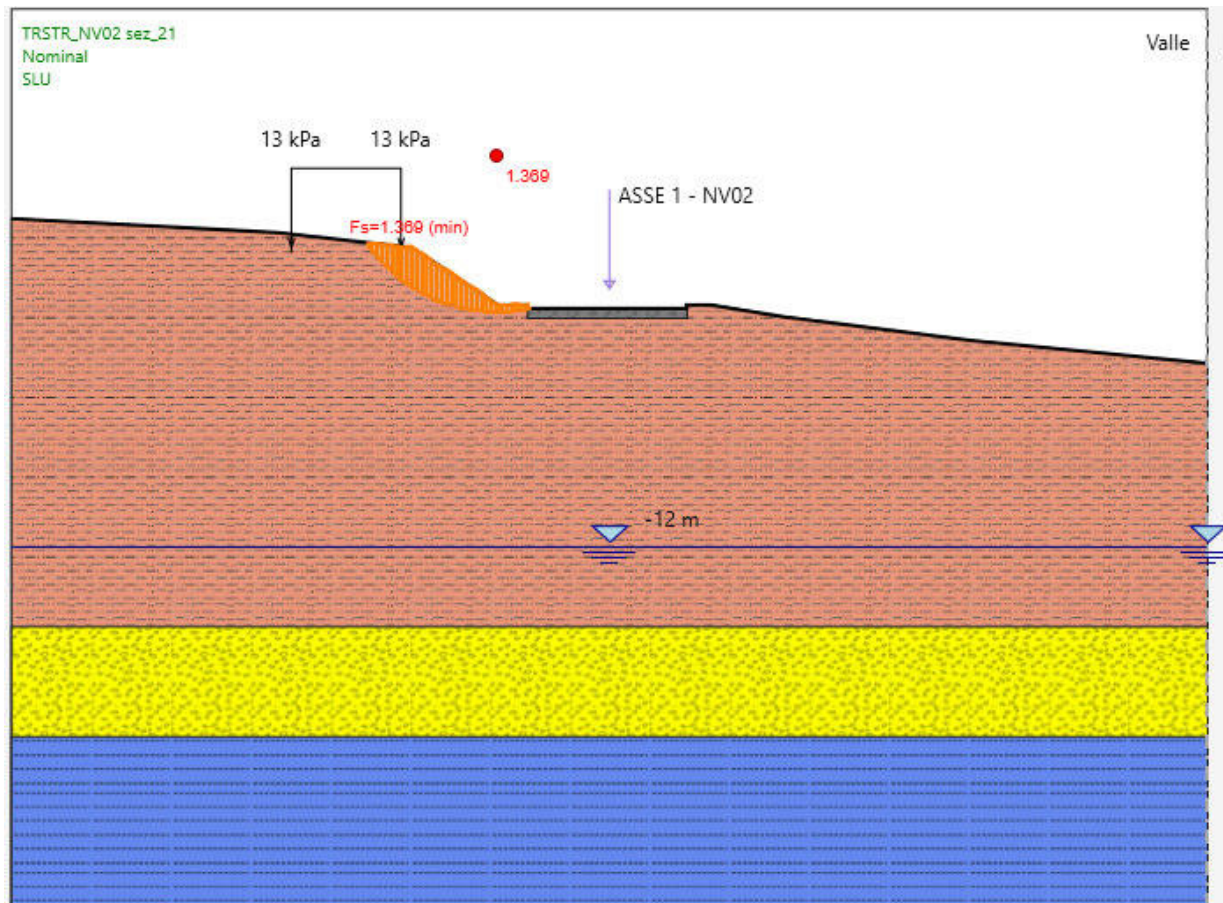 TRSTR_NV02 sez_21
Nominal
SLU
Valle
13 kPa
13 kPa
1.369
ASSE 1 - NV02
Fs=1.369 (min)
-12 m